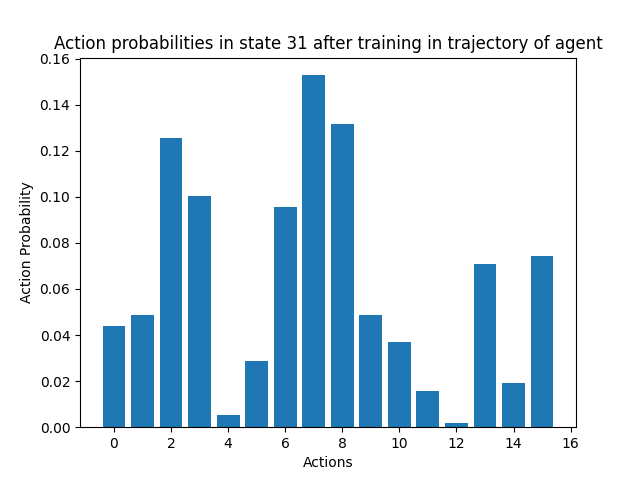 Action probabilities in state 31 after training in trajectory of agent
0.16
0.14
0.12
0.10
0.08
0.06
0.04
0.02
0.00
Action Probability
0 2 4 6 8 10 12 14 16
Actions